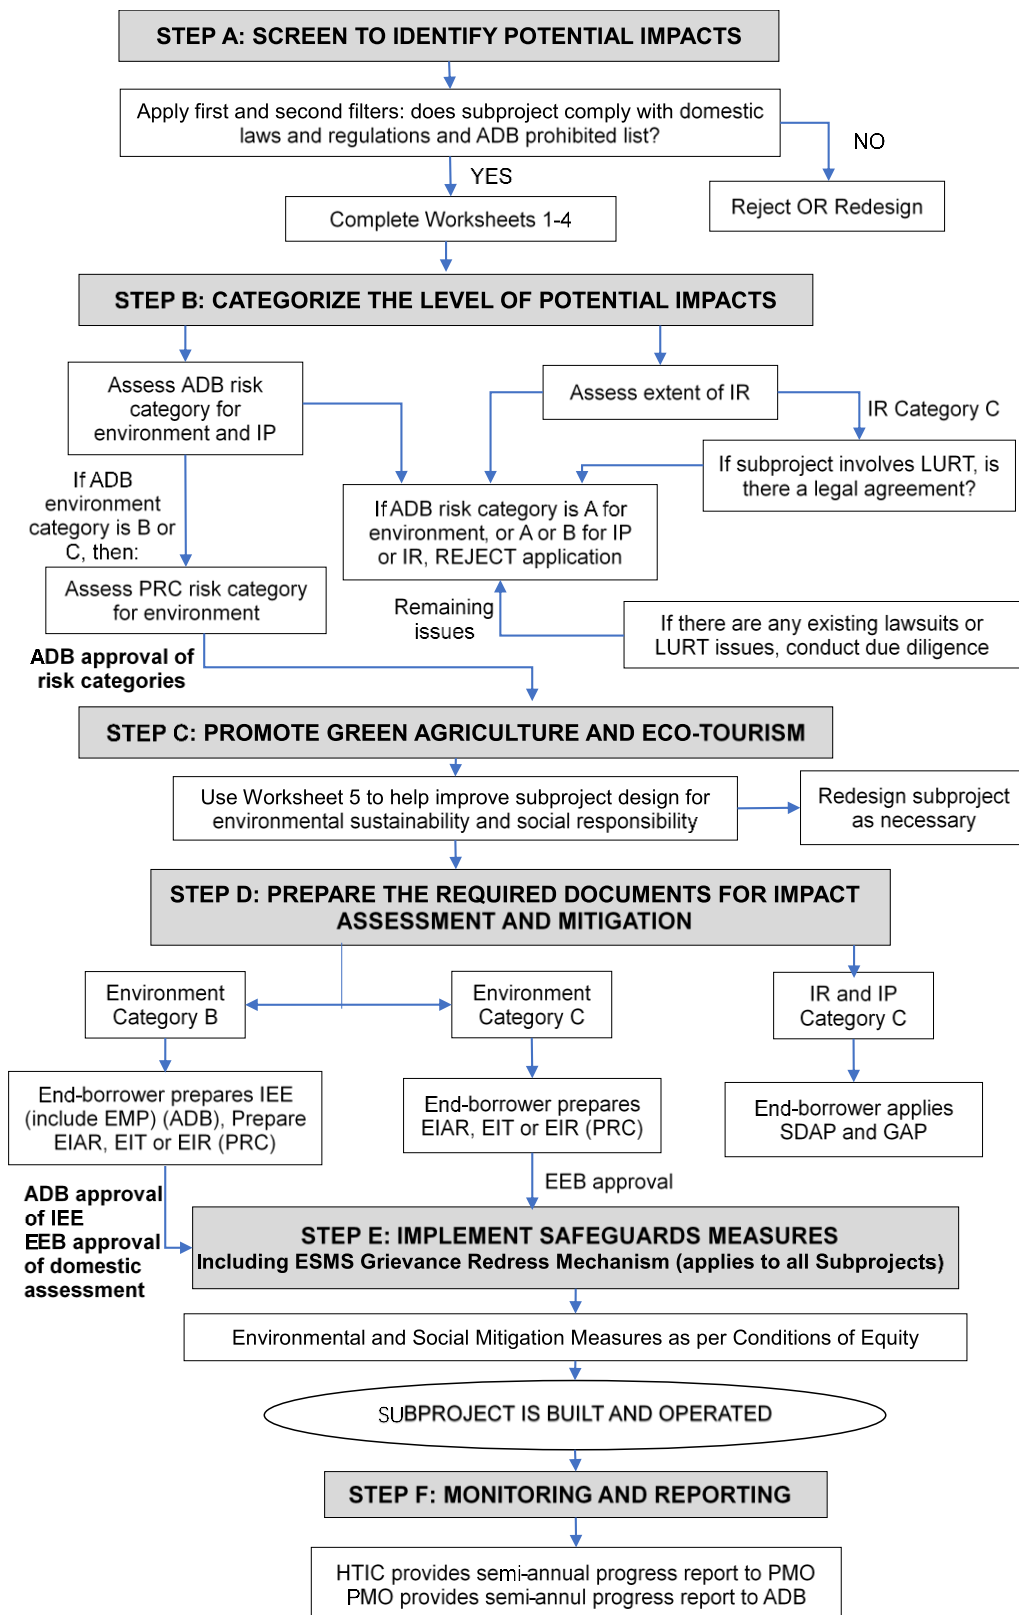 STEP A: SCREEN TO IDENTIFY POTENTIAL IMPACTS
Apply first and second filters: does subproject comply with domestic
laws and regulations and ADB prohibited list?
NO
YES
Reject OR Redesign
Complete Worksheets 1-4
STEP B: CATEGORIZE THE LEVEL OF POTENTIAL IMPACTS
Assess ADB risk
category for
environment and IP
Assess extent of IR
IR Category C
If subproject involves LURT, is
there a legal agreement?
If ADB
environment
category is B or
C, then:
If ADB risk category is A for
environment, or A or B for IP
or IR, REJECT application
Assess PRC risk category
for environment
Remaining
issues
If there are any existing lawsuits or
LURT issues, conduct due diligence
ADB approval of
risk categories
STEP C: PROMOTE GREEN AGRICULTURE AND ECO-TOURISM
Use Worksheet 5 to help improve subproject design for
environmental sustainability and social responsibility
Redesign subproject
as necessary
STEP D: PREPARE THE REQUIRED DOCUMENTS FOR IMPACT
ASSESSMENT AND MITIGATION
Environment
Category B
Environment
Category C
IR and IP
Category C
End-borrower prepares IEE
(include EMP) (ADB), Prepare
EIAR, EIT or EIR (PRC)
End-borrower prepares
EIAR, EIT or EIR (PRC)
End-borrower applies
SDAP and GAP
ADB approval
of IEE
EEB approval
of domestic
assessment
EEB approval
STEP E: IMPLEMENT SAFEGUARDS MEASURES
Including ESMS Grievance Redress Mechanism (applies to all Subprojects)
Environmental and Social Mitigation Measures as per Conditions of Equity
SUBPROJECT IS BUILT AND OPERATED
STEP F: MONITORING AND REPORTING
HTIC provides semi-annual progress report to PMO
PMO provides semi-annul progress report to ADB